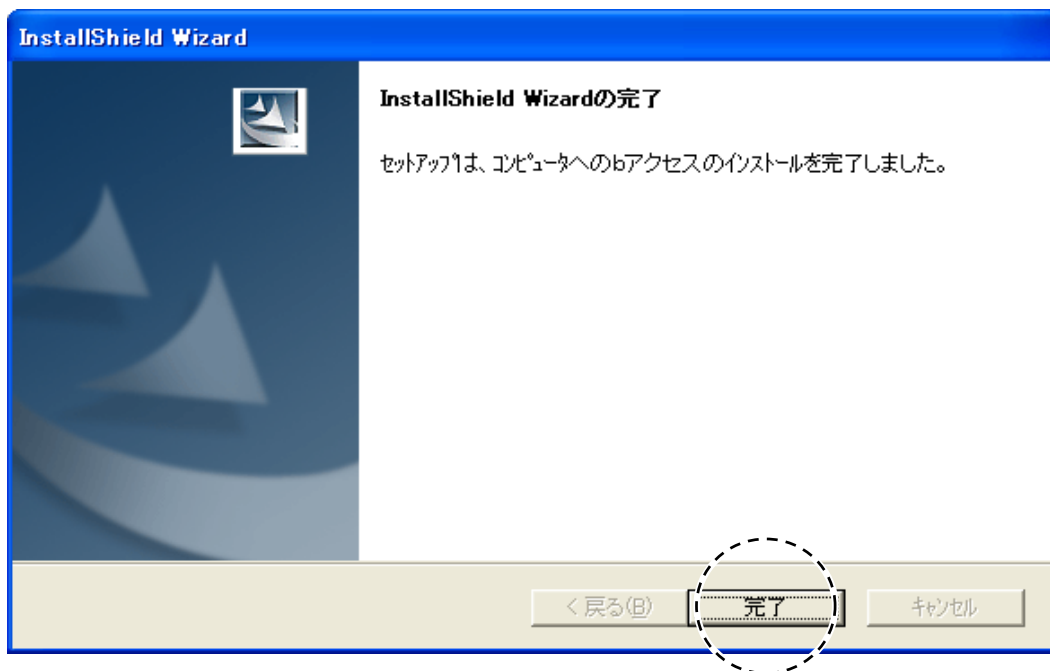 InstallShield Wizard
InstallShield Wizardの完了
セットアップは、コンピュータへのbアクセスのインストールを完了しました。
< 戻る(B)
完了
キャンセル